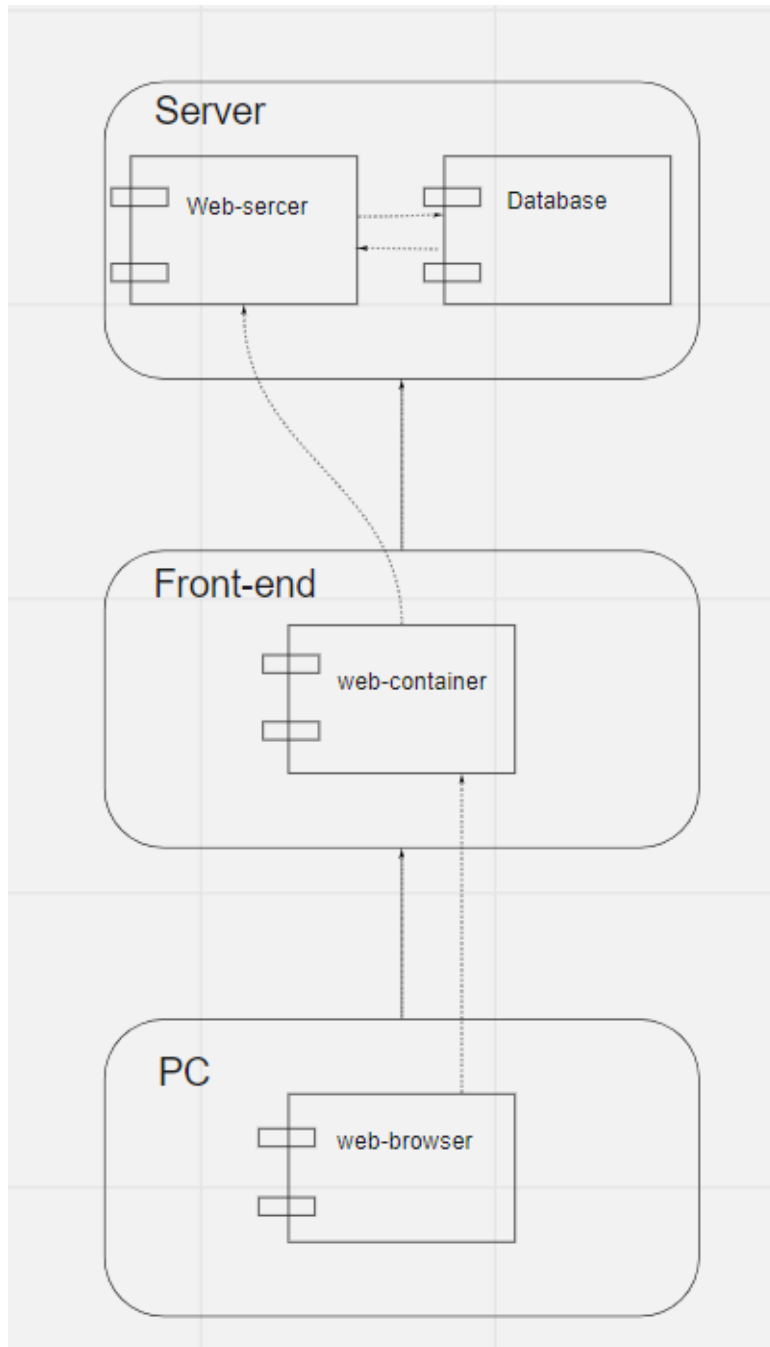 Server
Web-sercer
Database
Front-end
web-container
PC
web-browser